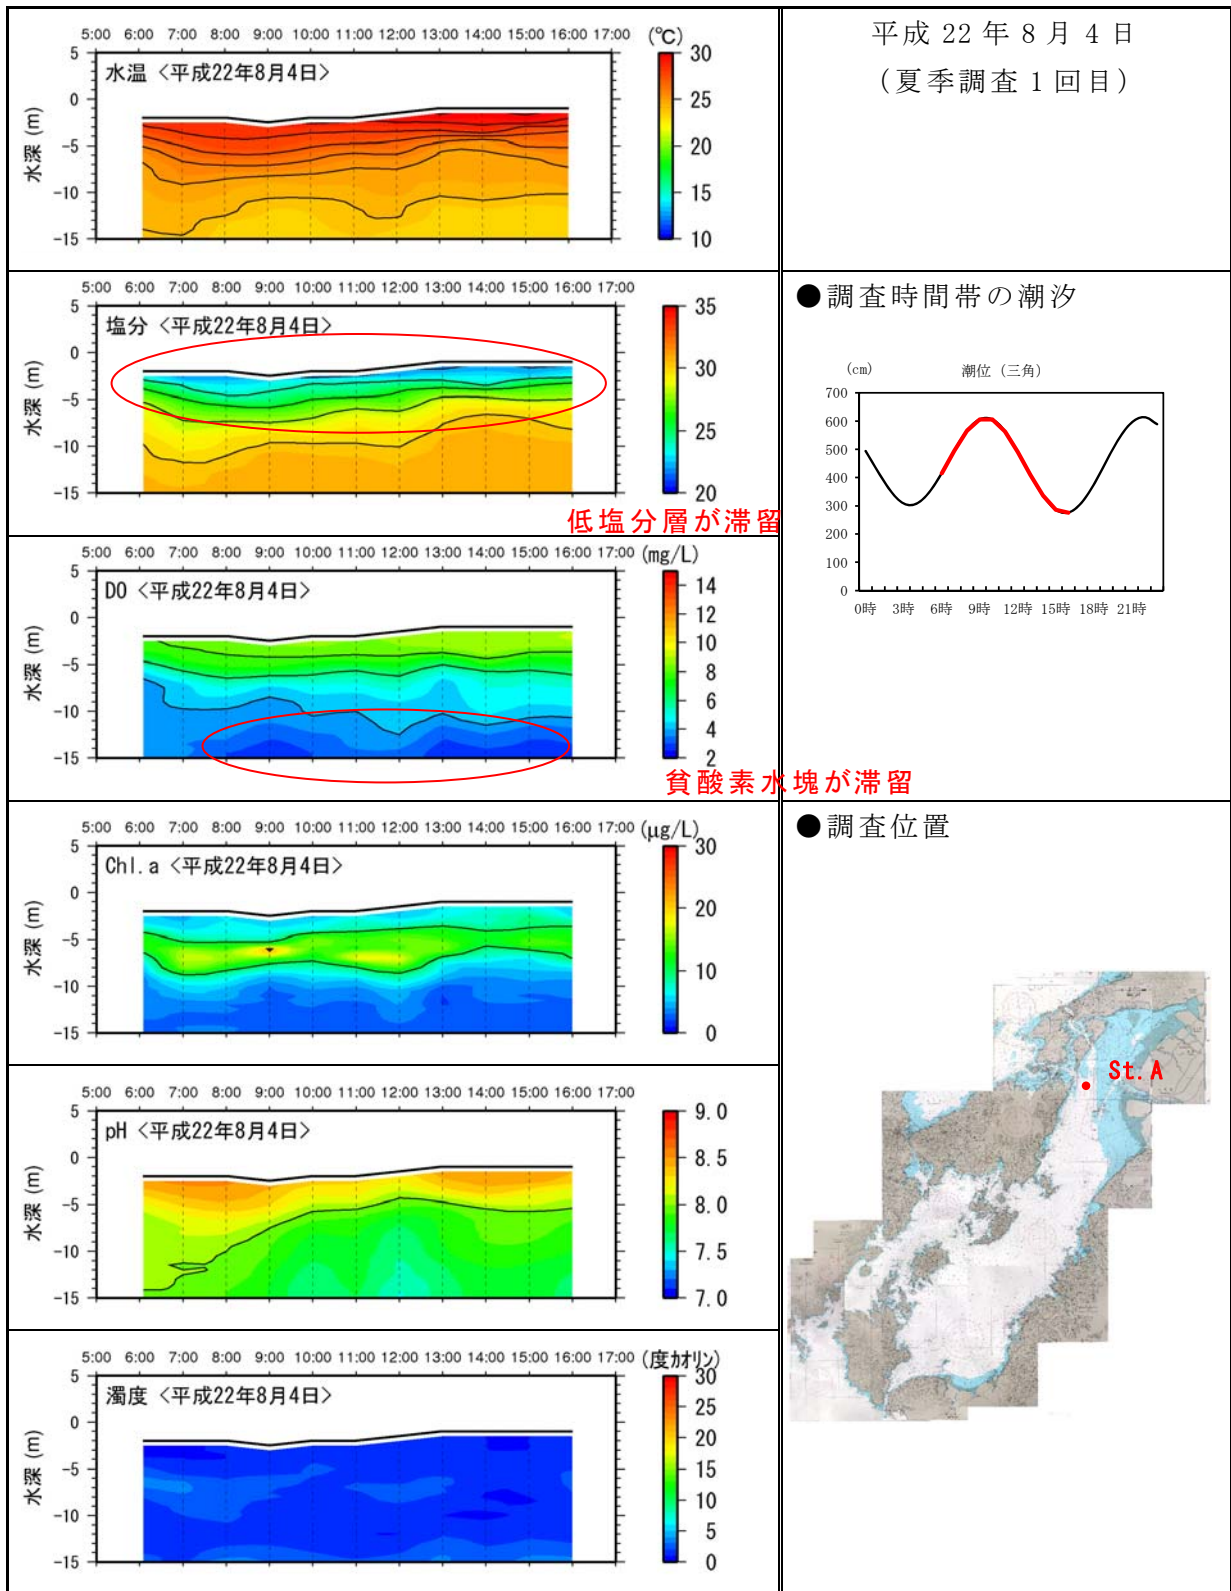 5:00 6:00 7:00 8:00 9:00 10:00 11:00 12:00 13:00 14:00 15:00 16:00 17:00 (℃)
水温 <平成22年8月4日>
水深 (m)
5
0
-5
-10
-15
30
25
20
15
10
平成 22 年 8 月 4 日
(夏季調査 1 回目)
5:00 6:00 7:00 8:00 9:00 10:00 11:00 12:00 13:00 14:00 15:00 16:00 17:00
塩分 <平成22年8月4日>
水深 (m)
5
0
-5
-10
-15
35
30
25
20
低塩分層が滞留
●調査時間帯の潮汐
(cm) 潮位 (三角)
700
600
500
400
300
200
100
0
0時 3時 6時 9時 12時 15時 18時 21時
5:00 6:00 7:00 8:00 9:00 10:00 11:00 12:00 13:00 14:00 15:00 16:00 17:00 (mg/L)
DO <平成22年8月4日>
水深 (m)
5
0
-5
-10
-15
14
12
10
8
6
4
2
貧酸素水塊が滞留
5:00 6:00 7:00 8:00 9:00 10:00 11:00 12:00 13:00 14:00 15:00 16:00 17:00 (μg/L)
Chl.a <平成22年8月4日>
水深 (m)
5
0
-5
-10
-15
30
20
10
0
●調査位置
St.A
5:00 6:00 7:00 8:00 9:00 10:00 11:00 12:00 13:00 14:00 15:00 16:00 17:00
pH <平成22年8月4日>
水深 (m)
5
0
-5
-10
-15
9.0
8.5
8.0
7.5
7.0
5:00 6:00 7:00 8:00 9:00 10:00 11:00 12:00 13:00 14:00 15:00 16:00 17:00 (度カオリン)
濁度 <平成22年8月4日>
水深 (m)
5
0
-5
-10
-15
30
25
20
15
10
5
0